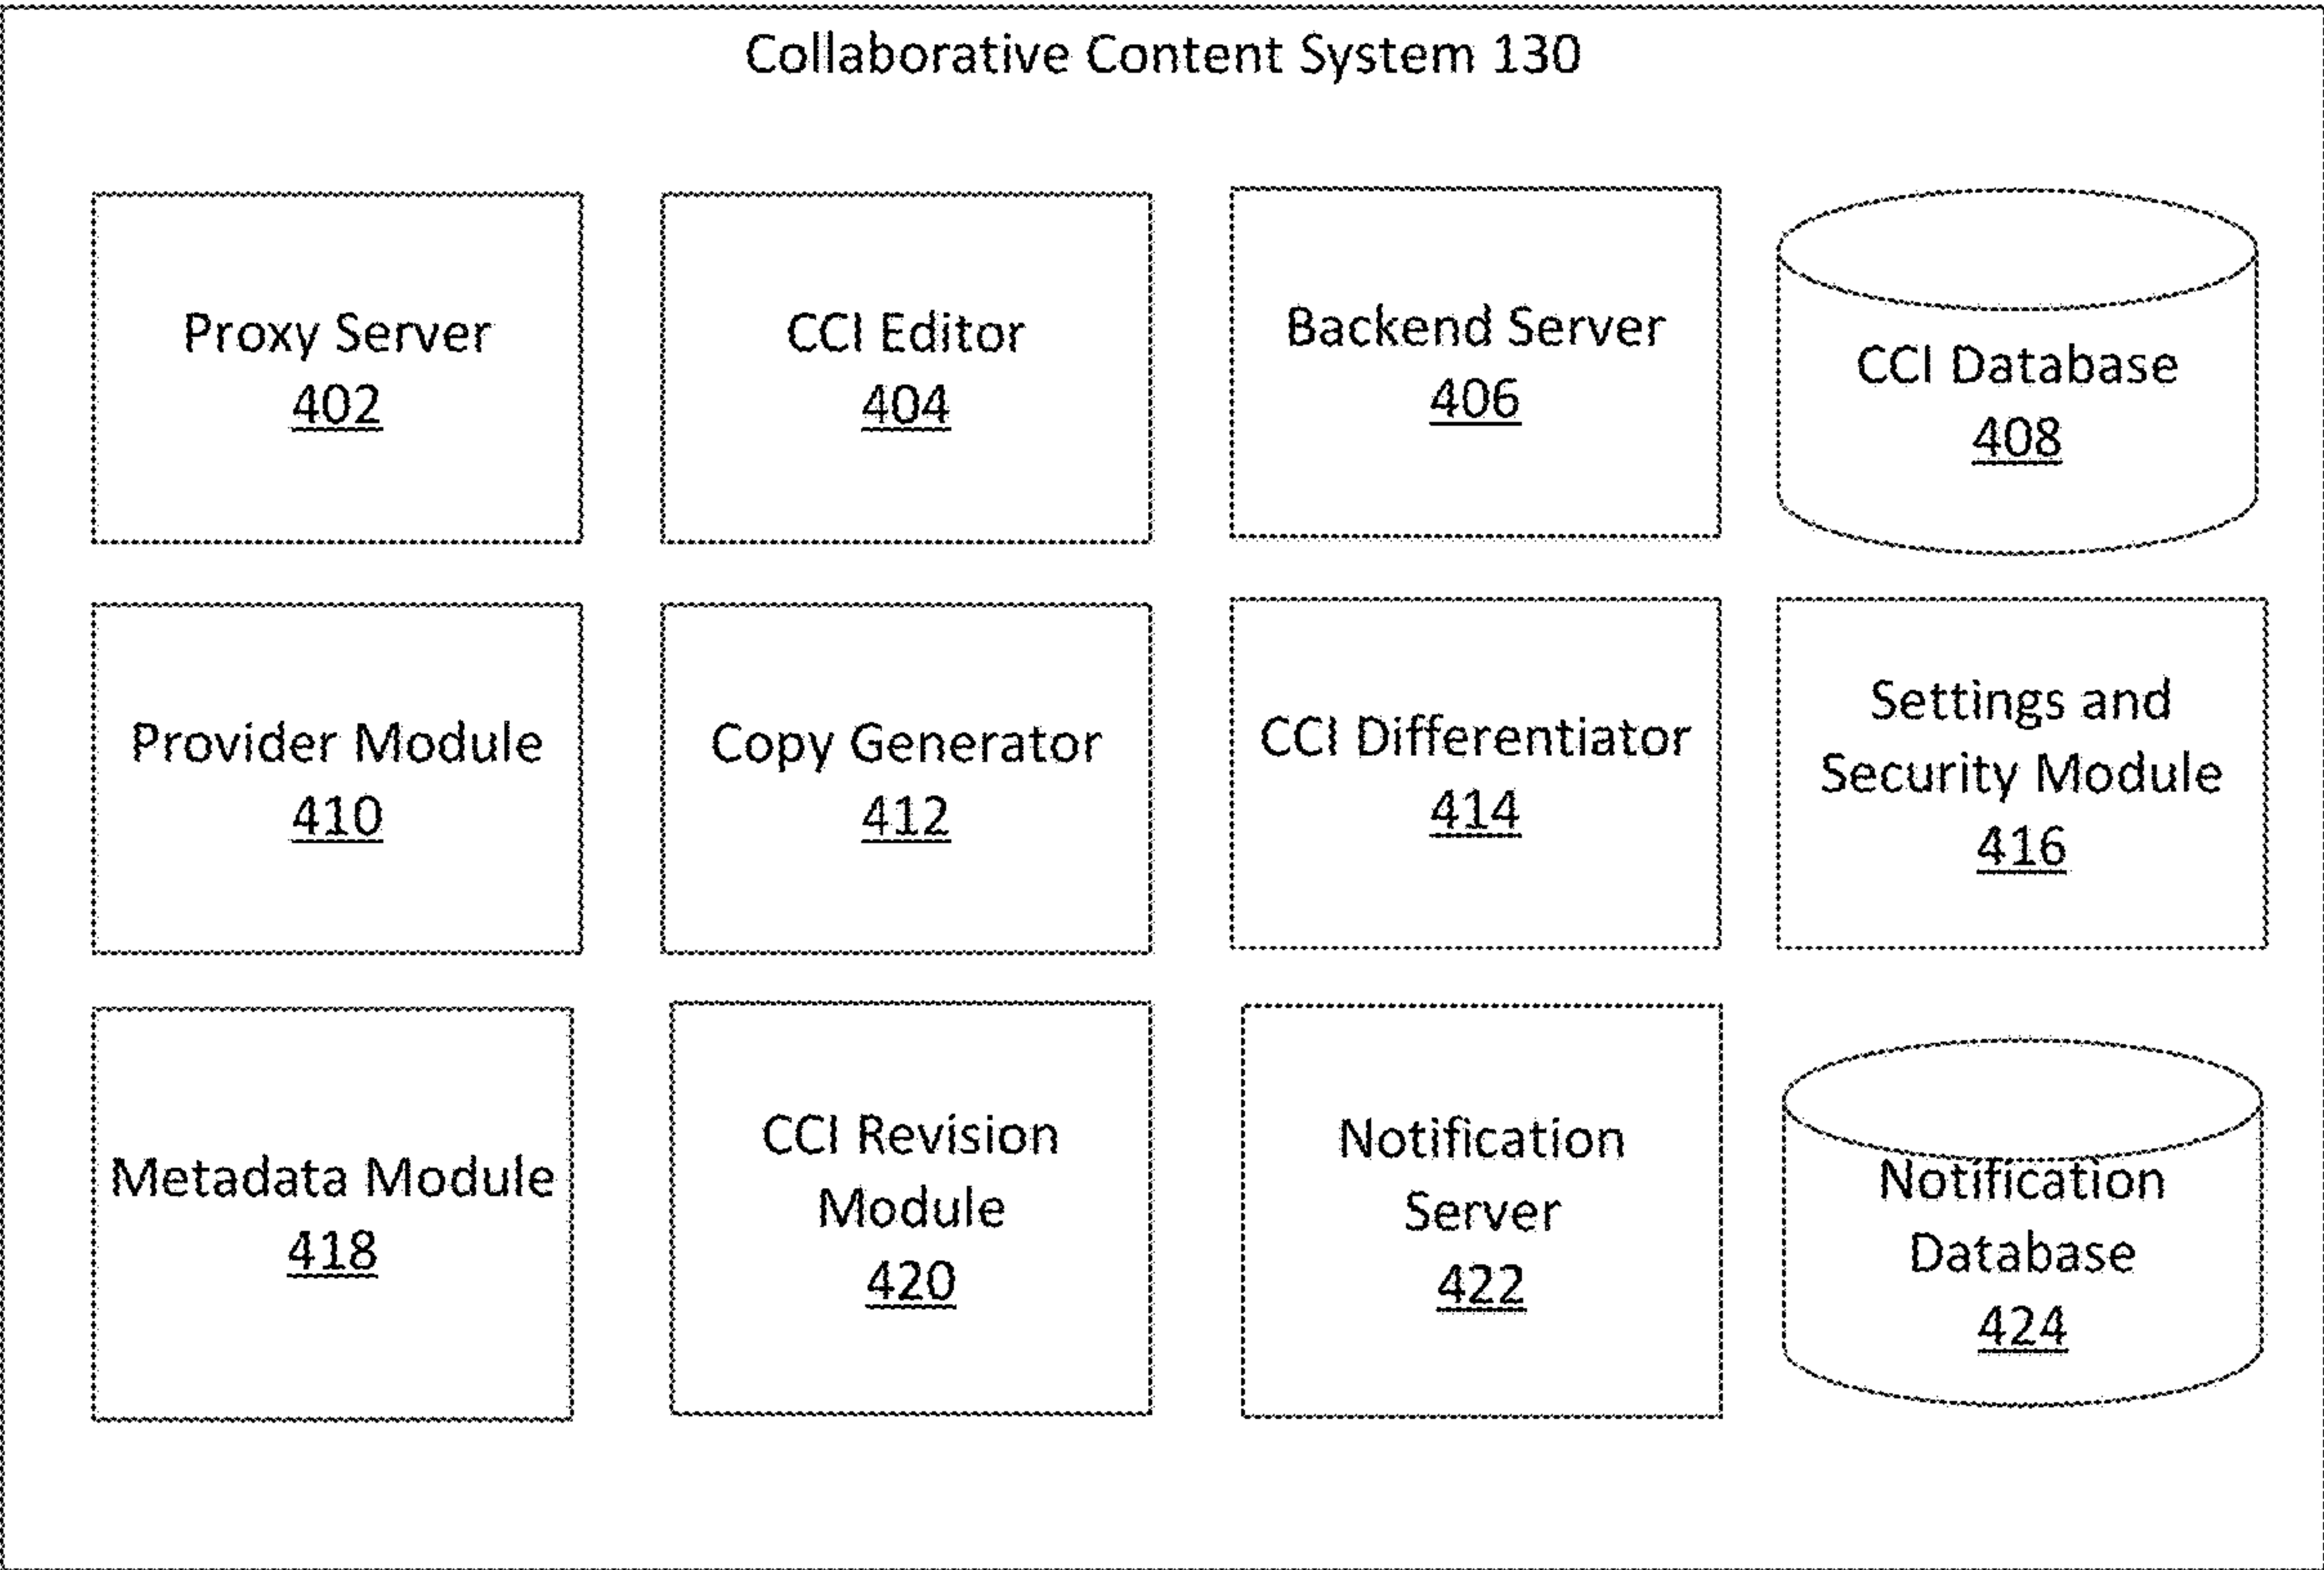 Collaborative Content System 130
Proxy Server
402
CCI Editor
404
Backend Server
406
CCI Database
408
Provider Module
410
Copy Generator
412
CCI Differentiator
414
Settings and
Security Module
416
Metadata Module
418
CCI Revision
Module
420
Notification
Server
422
Notification
Database
424